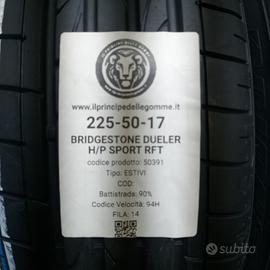 www.ilprincipedellegomme.it
225-50-17
BRIDGESTONE DUELER
H/P SPORT RFT
codice prodotto: 50391
Tipo: ESTIVI
COD:
Battistrada: 90%
Codice Velocità: 94H
FILA: 14
subito